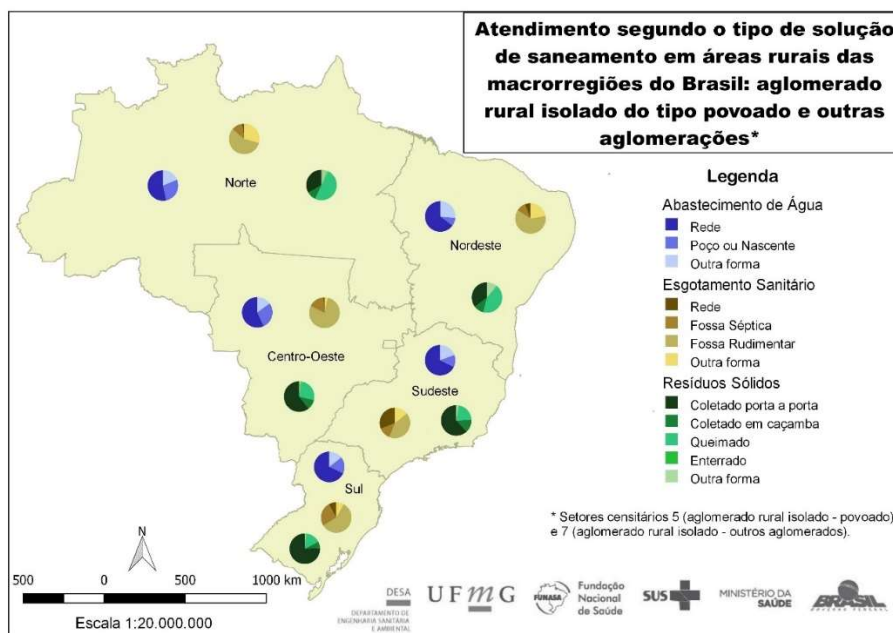 Atendimento segundo o tipo de solução
de saneamento em áreas rurais das
macrorregiões do Brasil: aglomerado
rural isolado do tipo povoado e outras
aglomerações*
Norte
Nordeste
Centro-Oeste
Sudeste
Sul
Legenda
Abastecimento de Água
Rede
Poço ou Nascente
Outra forma
Esgotamento Sanitário
Rede
Fossa Séptica
Fossa Rudimentar
Outra forma
Resíduos Sólidos
Coletado porta a porta
Coletado em caçamba
Queimado
Enterrado
Outra forma
* Setores censitários 5 (aglomerado rural isolado - povoado)
e 7 (aglomerado rural isolado - outros aglomerados).
N
500 0 500 1000 km
Escala 1:20.000.000
DESA
DEPARTAMENTO DE
ENGENHARIA SANITÁRIA
E AMBIENTAL
UFmG
FUNASA
Fundação
Nacional
de Saúde
SUS
MINISTÉRIO DA
SAÚDE
BRASIL
GOVERNO FEDERAL